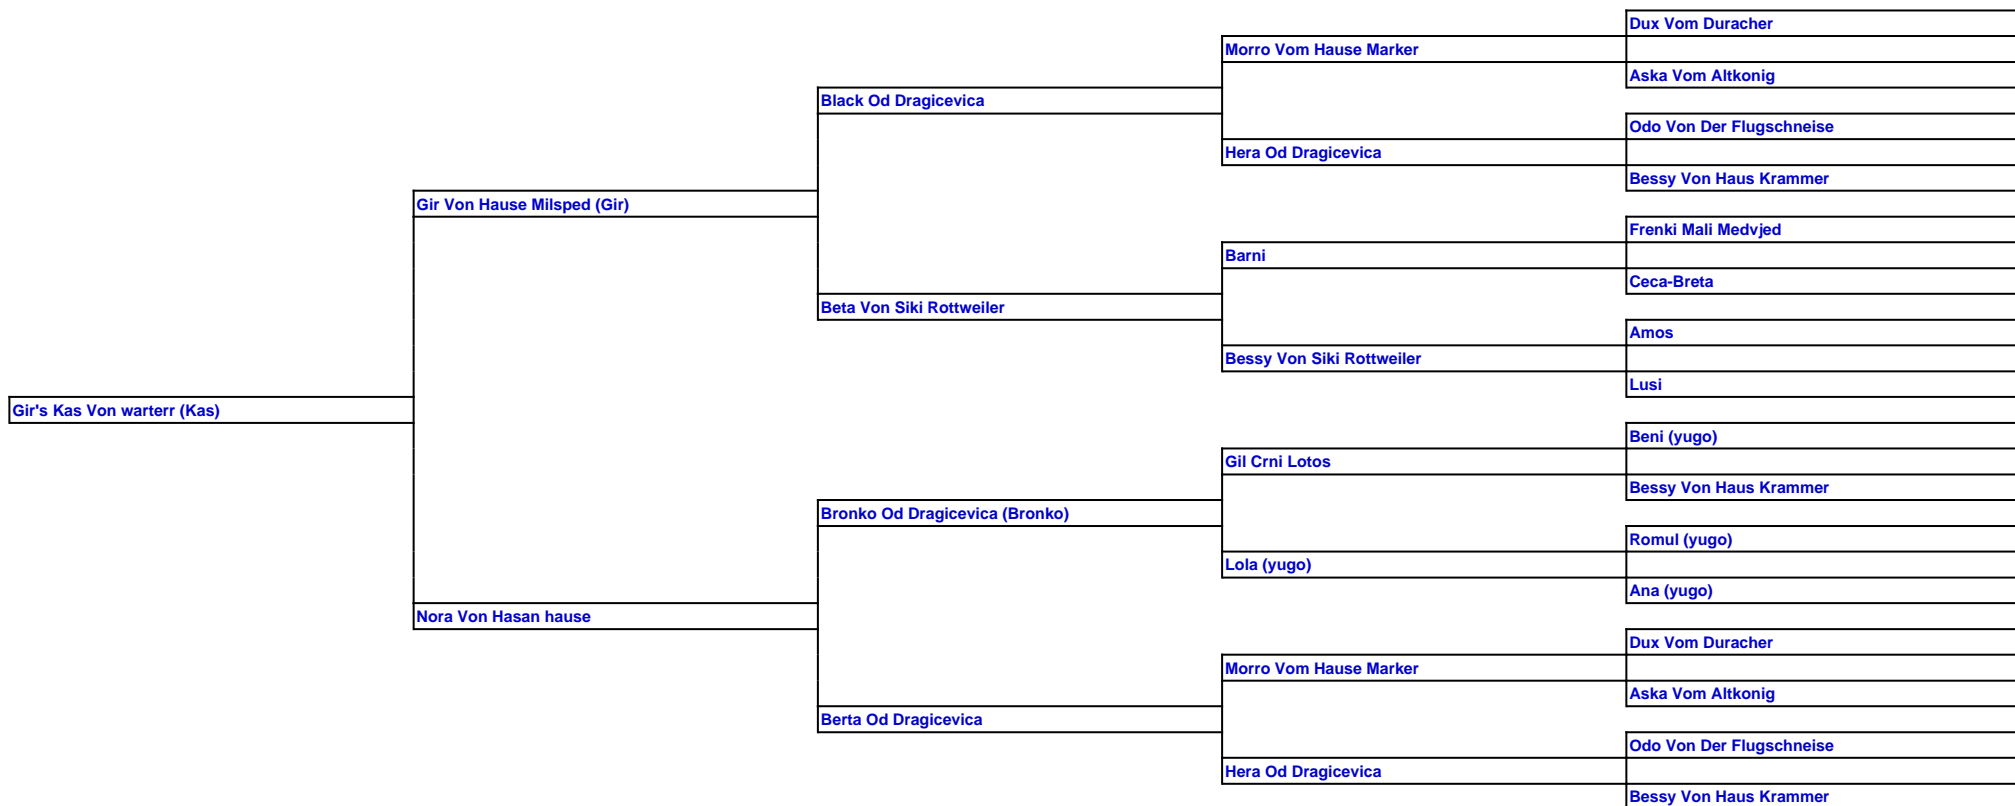 Dux Vom Duracher
Morro Vom Hause Marker
Aska Vom Altkonig
Black Od Dragicevica
Odo Von Der Flugschneise
Hera Od Dragicevica
Bessy Von Haus Krammer
Gir Von Hause Milsped (Gir)
Frenki Mali Medvjed
Barni
Ceca-Breta
Beta Von Siki Rottweiler
Amos
Bessy Von Siki Rottweiler
Lusi
Gir's Kas Von warterr (Kas)
Beni (yugo)
Gil Crni Lotos
Bessy Von Haus Krammer
Bronko Od Dragicevica (Bronko)
Romul (yugo)
Lola (yugo)
Ana (yugo)
Nora Von Hasan hause
Dux Vom Duracher
Morro Vom Hause Marker
Aska Vom Altkonig
Berta Od Dragicevica
Odo Von Der Flugschneise
Hera Od Dragicevica
Bessy Von Haus Krammer